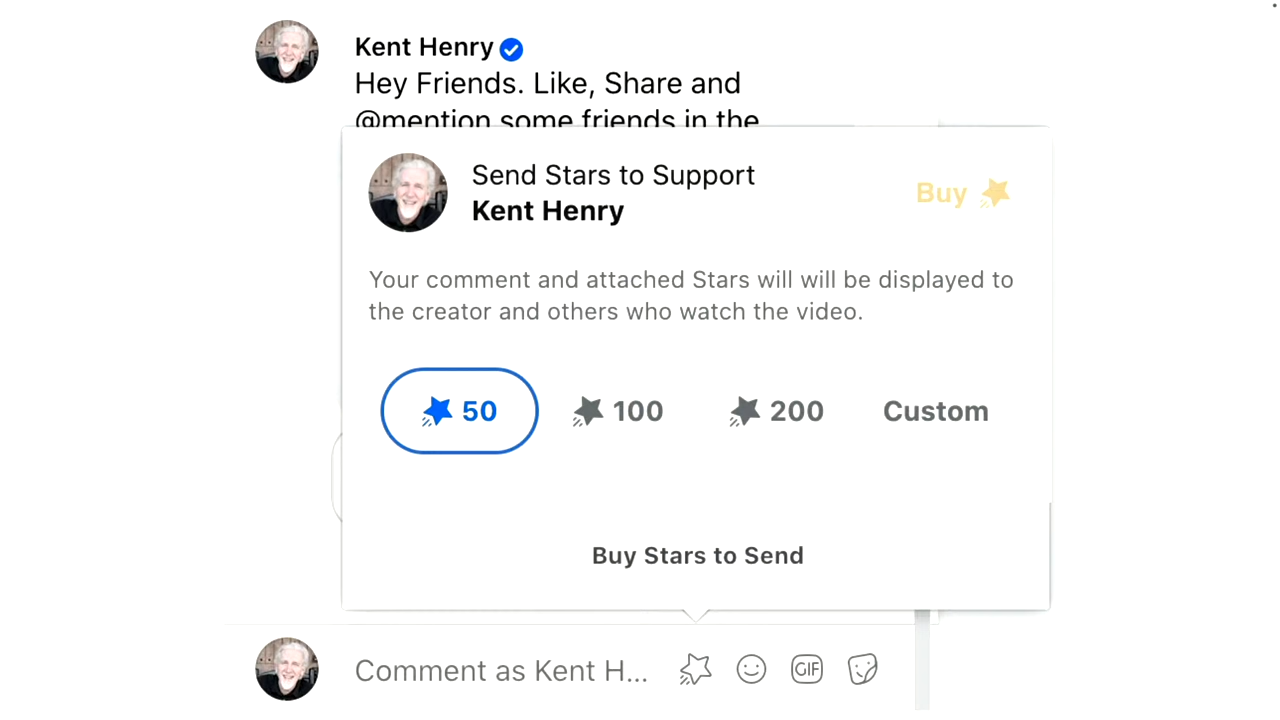 Kent Henry
Hey Friends. Like, Share and
@mention some friends in the
Send Stars to Support
Kent Henry
Buy
Your comment and attached Stars will will be displayed to
the creator and others who watch the video.
50 100 200 Custom
Buy Stars to Send
Comment as Kent H...
GIF